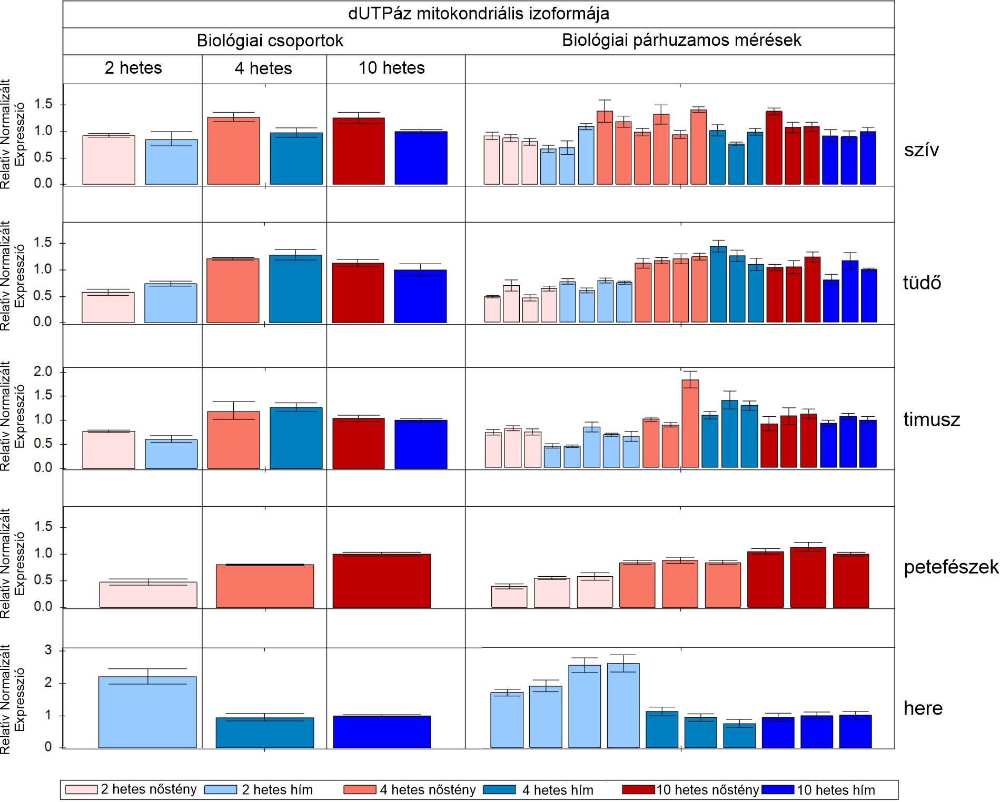 dUTPáz mitokondriális izoformája
Biológiai csoportok
Biológiai párhuzamos mérések
2 hetes
4 hetes
10 hetes
Relatív Normalizált
Expresszió
1.5
1.0
0.5
0.0
szív
Relatív Normalizált
Expresszió
1.5
1.0
0.5
0.0
tüdő
Relatív Normalizált
Expresszió
2.0
1.5
1.0
0.5
0.0
timusz
Relatív Normalizált
Expresszió
1.5
1.0
0.5
0.0
petefészek
Relatív Normalizált
Expresszió
3
2
1
0
here
2 hetes nőstény
2 hetes hím
4 hetes nőstény
4 hetes hím
10 hetes nőstény
10 hetes hím